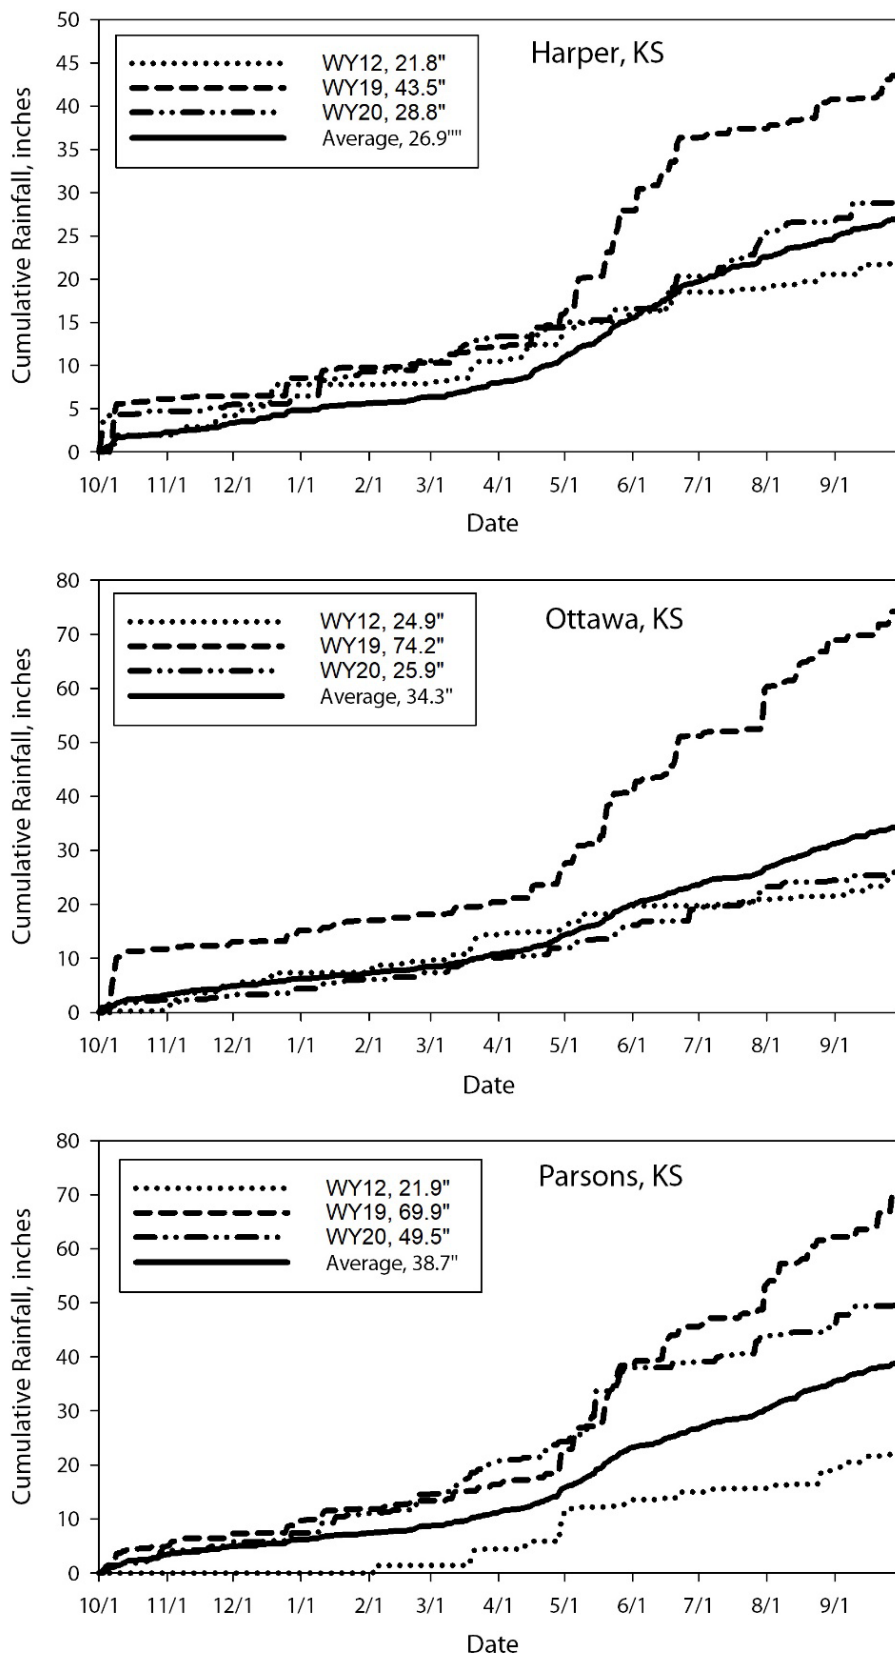 Harper, KS
WY12, 21.8"
WY19, 43.5"
WY20, 28.8"
Average, 26.9""
Cumulative Rainfall, inches
50
45
40
35
30
25
20
15
10
5
0
10/1 11/1 12/1 1/1 2/1 3/1 4/1 5/1 6/1 7/1 8/1 9/1
Date
Ottawa, KS
WY12, 24.9"
WY19, 74.2"
WY20, 25.9"
Average, 34.3"
Cumulative Rainfall, inches
80
70
60
50
40
30
20
10
0
10/1 11/1 12/1 1/1 2/1 3/1 4/1 5/1 6/1 7/1 8/1 9/1
Date
Parsons, KS
WY12, 21.9"
WY19, 69.9"
WY20, 49.5"
Average, 38.7"
Cumulative Rainfall, inches
80
70
60
50
40
30
20
10
0
10/1 11/1 12/1 1/1 2/1 3/1 4/1 5/1 6/1 7/1 8/1 9/1
Date